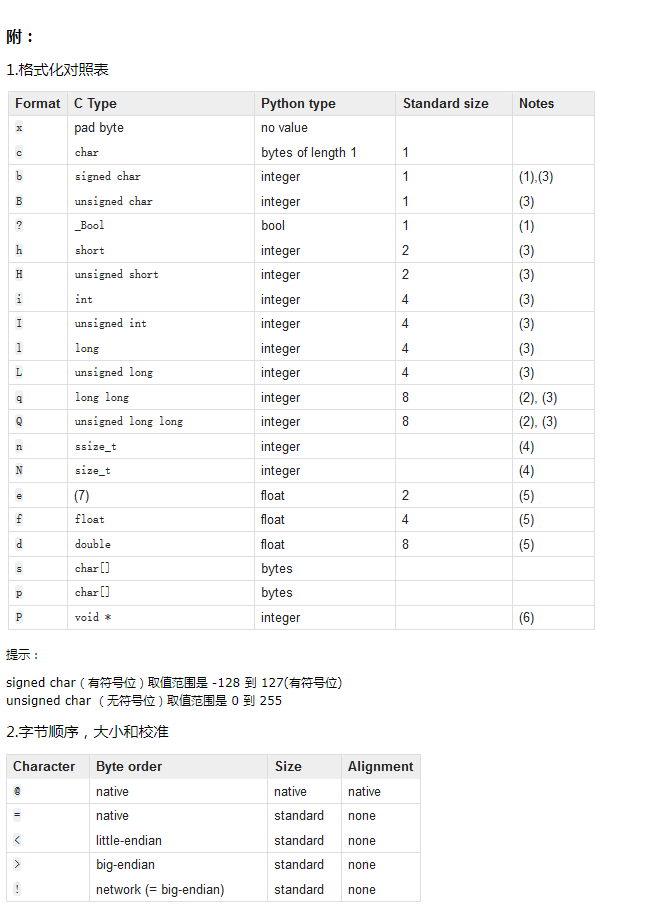 附：
1.格式化对照表
Format C Type Python type Standard size Notes
x pad byte no value
c char bytes of length 1 1
b signed char integer 1 (1),(3)
B unsigned char integer 1 (3)
? _Bool bool 1 (1)
h short integer 2 (3)
H unsigned short integer 2 (3)
i int integer 4 (3)
I unsigned int integer 4 (3)
l long integer 4 (3)
L unsigned long integer 4 (3)
q long long integer 8 (2), (3)
Q unsigned long long integer 8 (2), (3)
n ssize_t integer (4)
N size_t integer (4)
e (7) float 2 (5)
f float float 4 (5)
d double float 8 (5)
s char[] bytes
p char[] bytes
P void * integer (6)
提示：
signed char（有符号位）取值范围是 -128 到 127(有符号位)
unsigned char （无符号位）取值范围是 0 到 255
2.字节顺序，大小和校准
Character Byte order Size Alignment
@ native native native
= native standard none
< little-endian standard none
> big-endian standard none
! network (= big-endian) standard none